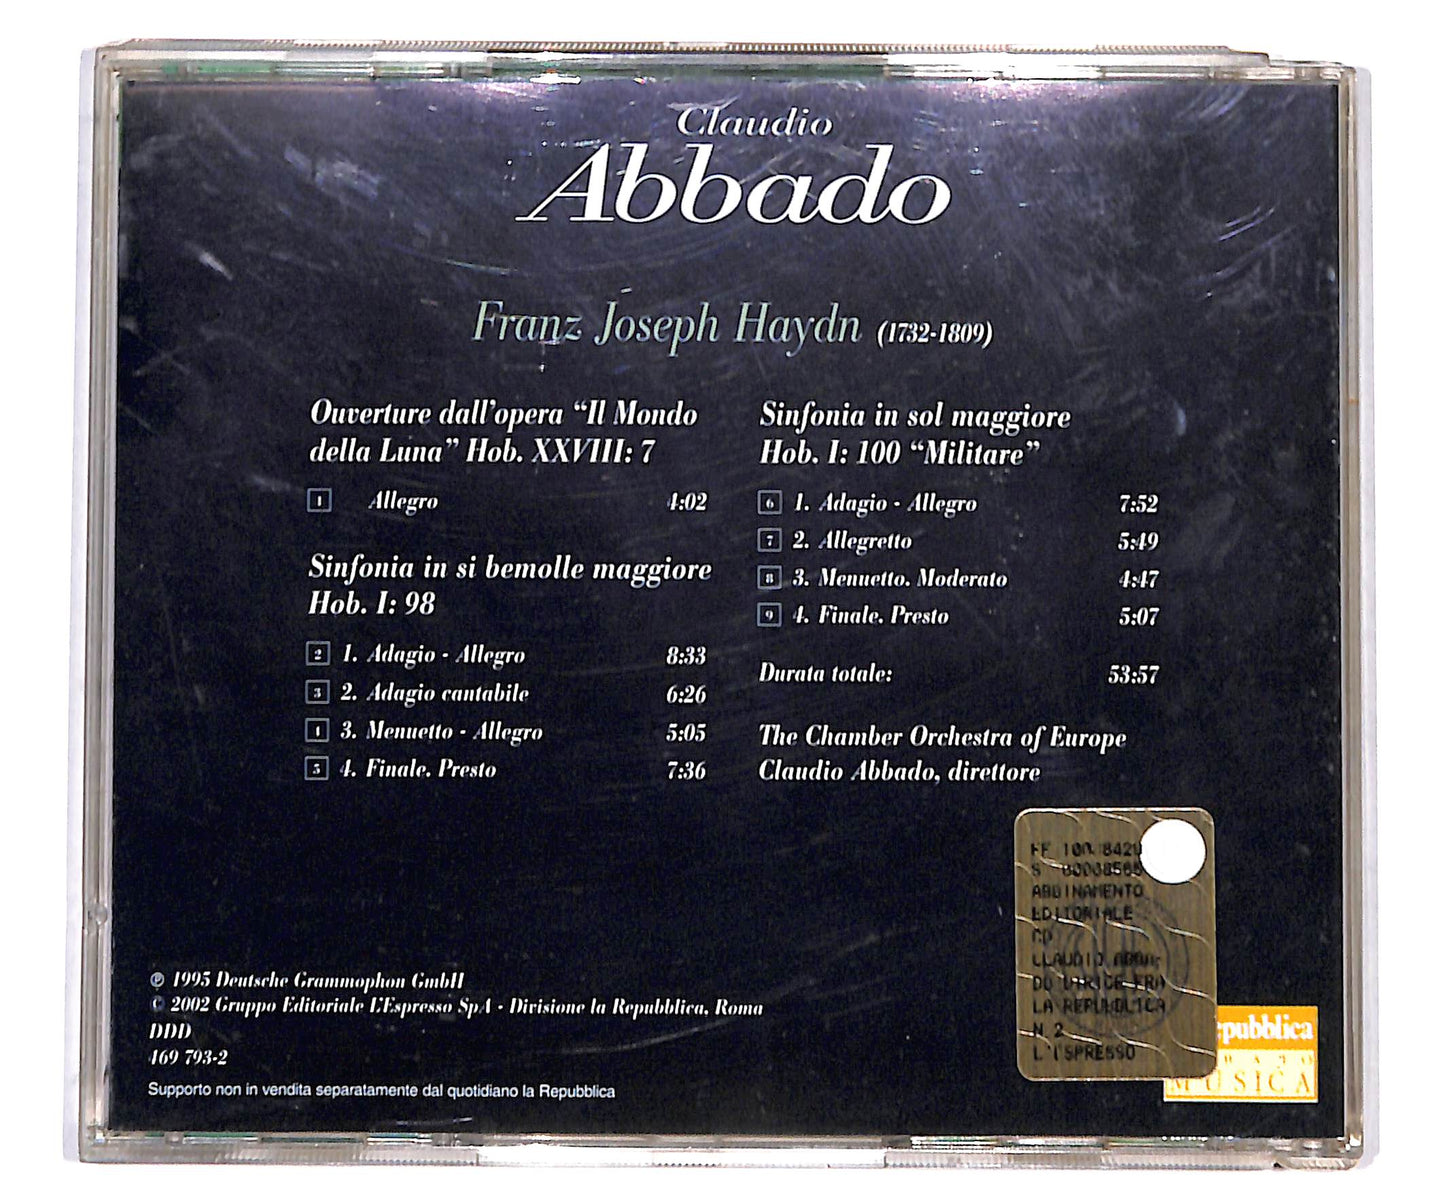 Claudio
Abbado
Franz Joseph Haydn (1732-1809)
Ouverture dall'opera “Il Mondo
della Luna” Hob. XXVIII: 7
1 Allegro 4:02
Sinfonia in si bemolle maggiore
Hob. I: 98
2 1. Adagio - Allegro 8:33
3 2. Adagio cantabile 6:26
4 3. Menuetto - Allegro 5:05
5 4. Finale. Presto 7:36
Sinfonia in sol maggiore
Hob. I: 100 “Militare”
6 1. Adagio - Allegro 7:52
7 2. Allegretto 5:49
8 3. Menuetto. Moderato 4:47
9 4. Finale. Presto 5:07
Durata totale: 53:57
The Chamber Orchestra of Europe
Claudio Abbado, direttore
℗ 1995 Deutsche Grammophon GmbH
© 2002 Gruppo Editoriale L'Espresso SpA - Divisione la Repubblica, Roma
DDD
469 793-2
Supporto non in vendita separatamente dal quotidiano la Repubblica
ABBINAMENTO
EDITORIALE
CD
CLAUDIO ABBA-
LA REPUBBLICA
N 2
L'ESPRESSO
epubblica
MUSICA